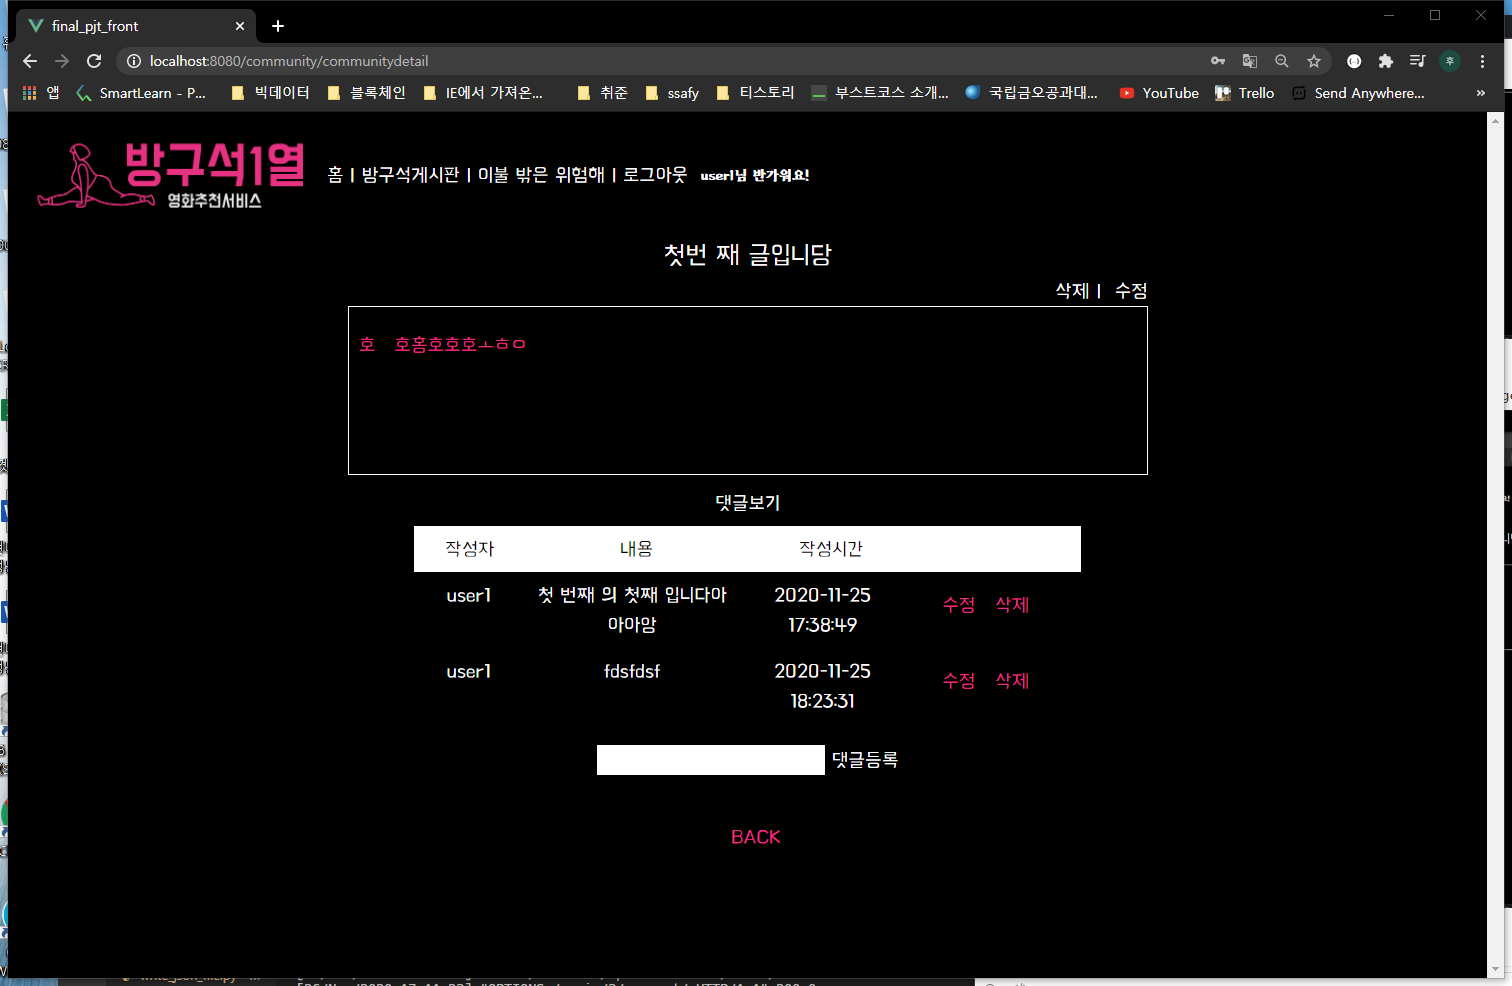 final_pjt_front
localhost:8080/community/communitydetail
앱 SmartLearn - P... 빅데이터 블록체인 IE에서 가져온... 취준 ssafy 티스토리 부스트코스 소개... 국립금오공과대... YouTube Trello Send Anywhere... »
방구석1열
영화추천서비스
홈 | 방구석게시판 | 이불 밖은 위험해 | 로그아웃 user1님 반가워요!
첫번 째 글입니당
삭제 | 수정
호 호홍호호호ㅗㅎㅁ
댓글보기
작성자 내용 작성시간
user1 첫 번째 의 첫째 입니다아 2020-11-25 수정 삭제
아아암 17:38:49
user1 fdsfdsf 2020-11-25 수정 삭제
18:23:31
댓글등록
BACK